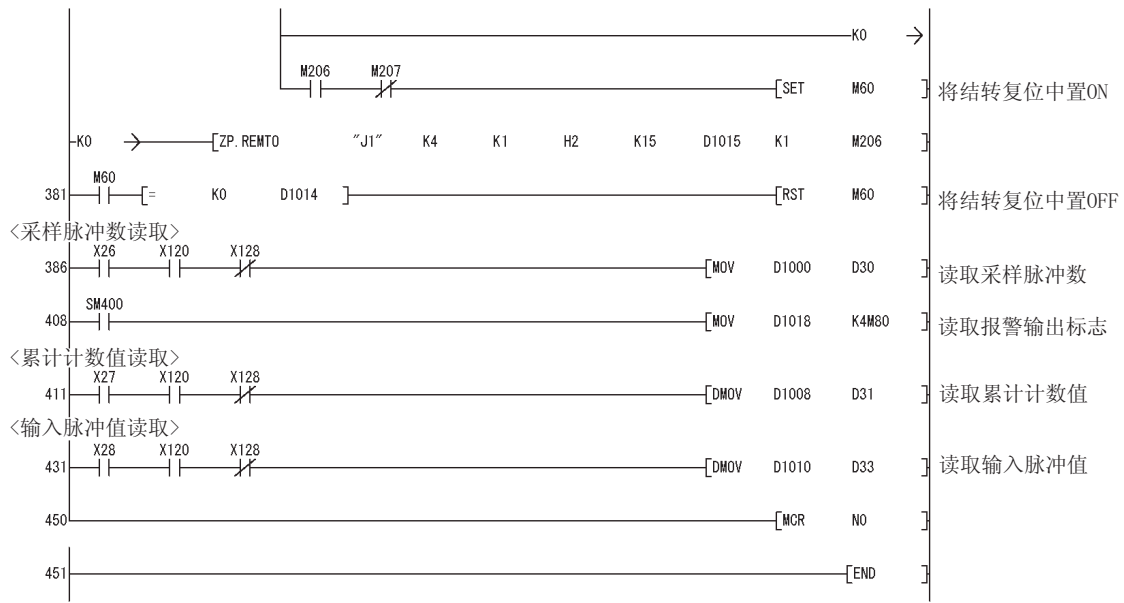 K0
M206 M207
SET M60 将结转复位中置ON
K0 ZP.REMTO "J1" K4 K1 H2 K15 D1015 K1 M206
M60
381 = K0 D1014 RST M60 将结转复位中置OFF
<采样脉冲数读取>
X26 X120 X128
386 MOV D1000 D30 读取采样脉冲数
SM400
408 MOV D1018 K4M80 读取报警输出标志
<累计计数值读取>
X27 X120 X128
411 DMOV D1008 D31 读取累计计数值
<输入脉冲值读取>
X28 X120 X128
431 DMOV D1010 D33 读取输入脉冲值
450 MCR N0
451 END